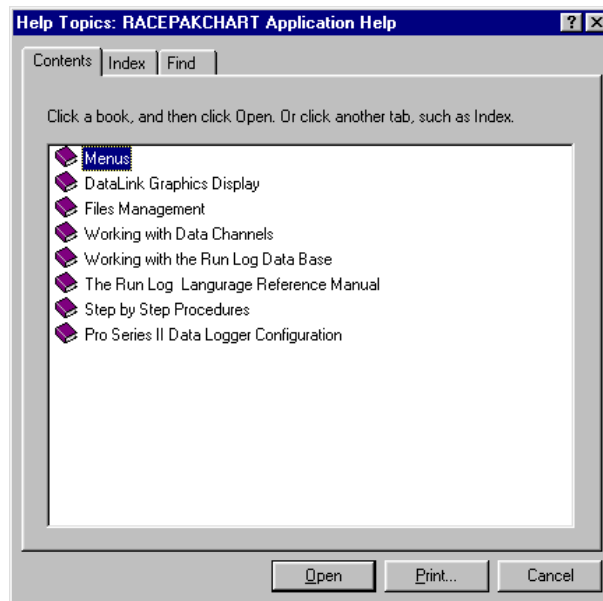 Help Topics: RACEPAKCHART Application Help
Contents Index Find
Click a book, and then click Open. Or click another tab, such as Index.
Menus
DataLink Graphics Display
Files Management
Working with Data Channels
Working with the Run Log Data Base
The Run Log Langurage Reference Manual
Step by Step Procedures
Pro Series II Data Logger Configuration
Open Print... Cancel